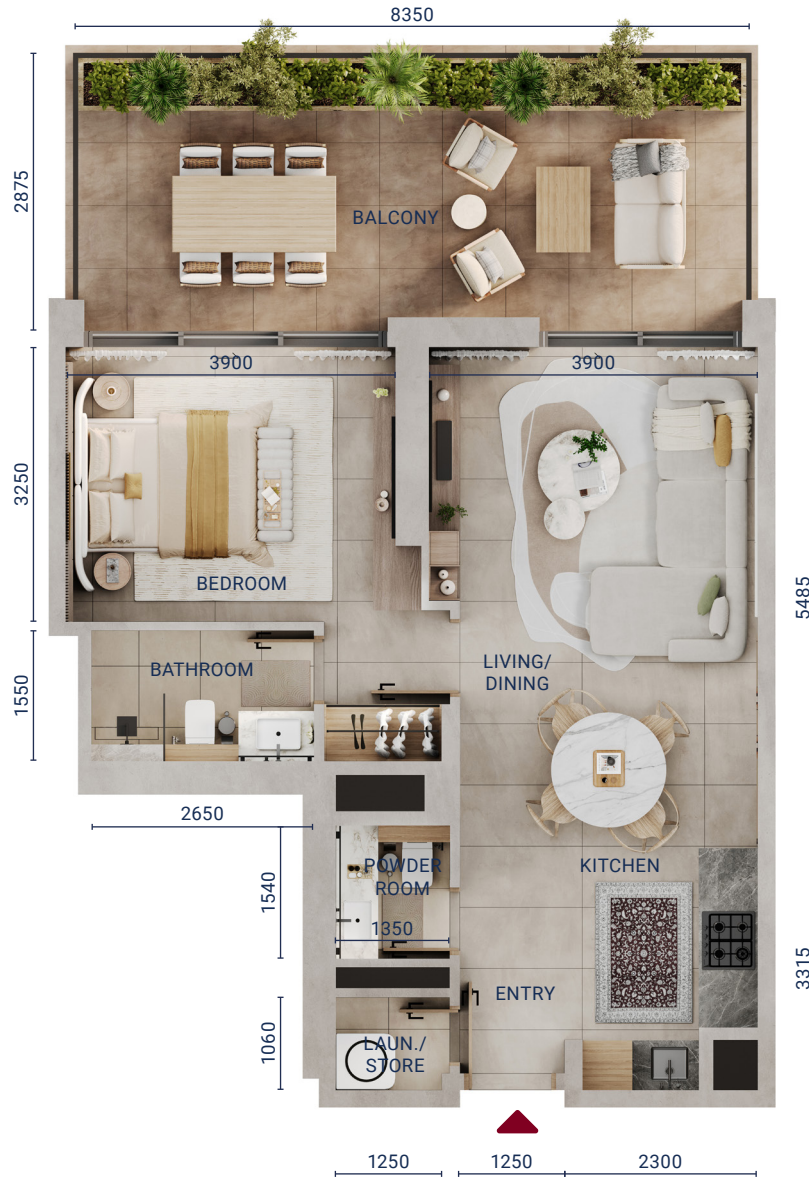 8350
2875
BALCONY
3900
3900
3250
BEDROOM
5485
1550
BATHROOM
LIVING/
DINING
2650
1540
POWDER
ROOM
KITCHEN
1350
3315
ENTRY
1060
LAUN./
STORE
1250
1250
2300